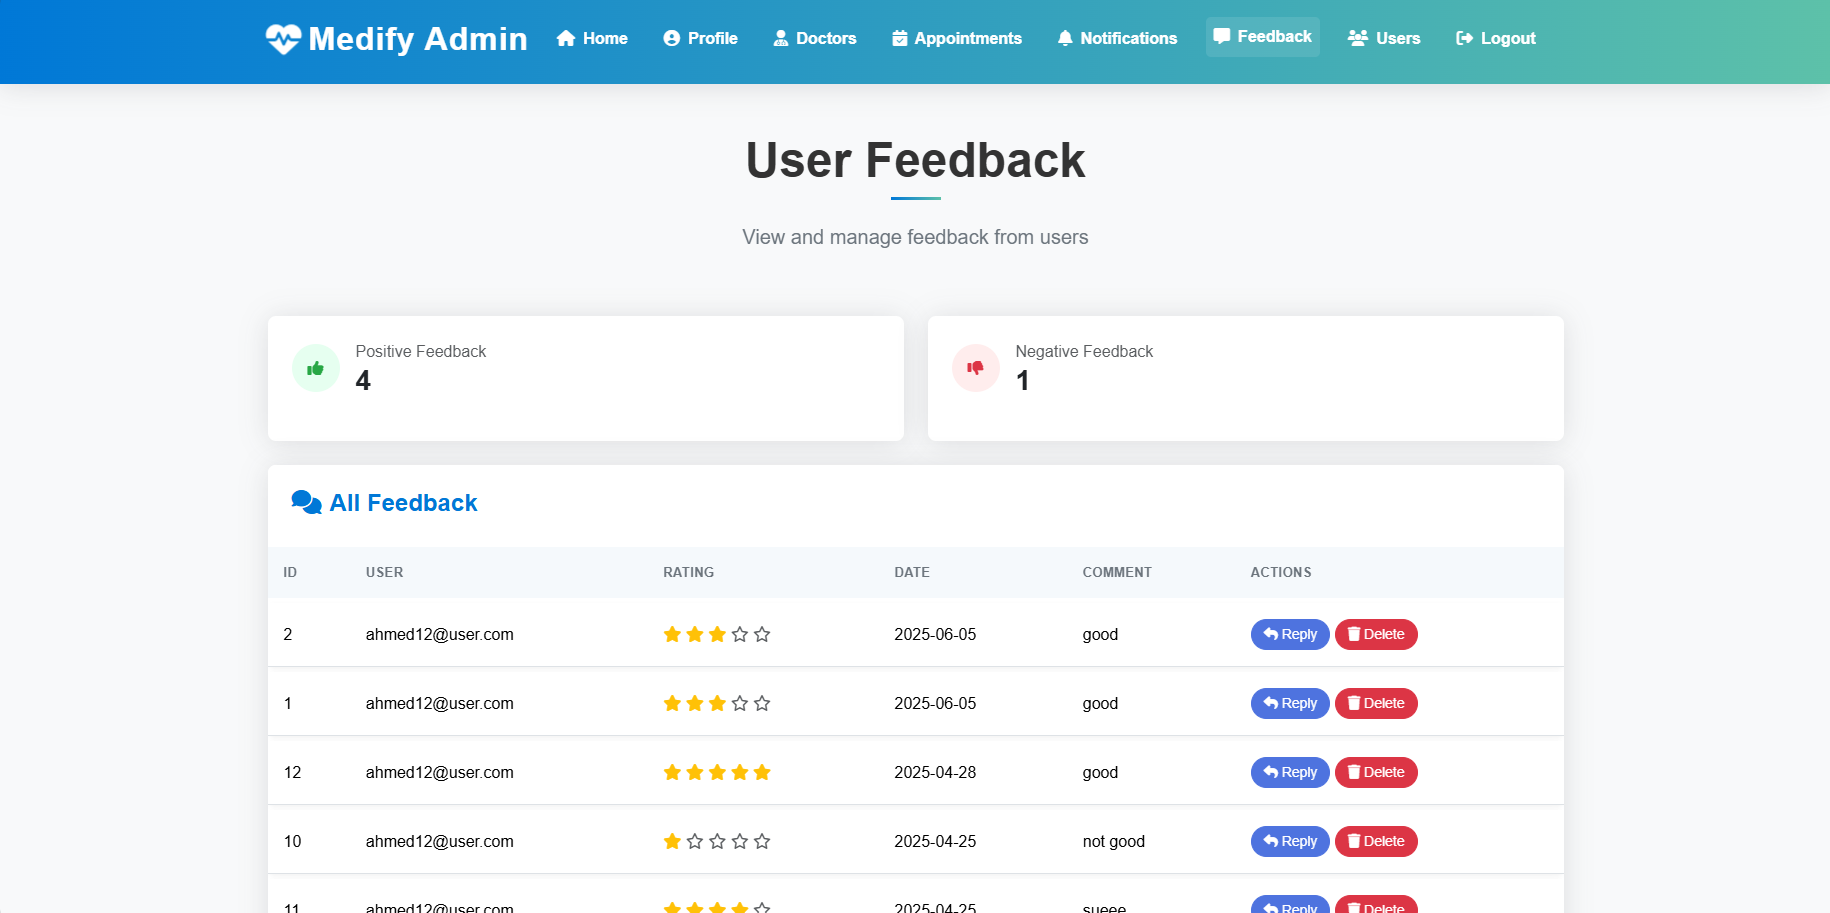 Medify Admin Home Profile Doctors Appointments Notifications Feedback Users Logout
User Feedback
View and manage feedback from users
Positive Feedback
4
Negative Feedback
1
All Feedback
ID USER RATING DATE COMMENT ACTIONS
2 ahmed12@user.com 2025-06-05 good Reply Delete
1 ahmed12@user.com 2025-06-05 good Reply Delete
12 ahmed12@user.com 2025-04-28 good Reply Delete
10 ahmed12@user.com 2025-04-25 not good Reply Delete
11 ahmed12@user.com 2025-04-25 sueee Reply Delete